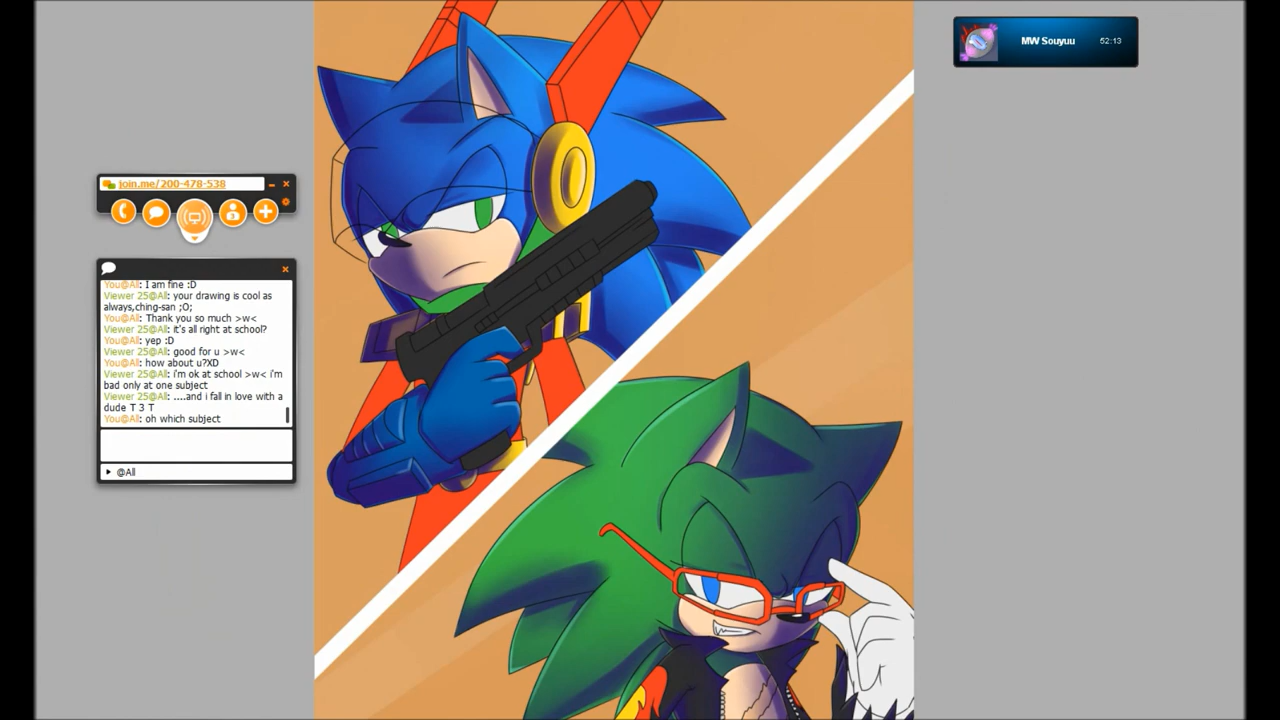 join.me/200-478-538
You@All: I am fine :D
Viewer 25@All: your drawing is cool as
always,ching-san ;O;
You@All: Thank you so much >w<
Viewer 25@All: it's all right at school?
You@All: yep :D
Viewer 25@All: good for u >w<
You@All: how about u?XD
Viewer 25@All: i'm ok at school >w< i'm
bad only at one subject
Viewer 25@All: ....and i fall in love with a
dude T 3 T
You@All: oh which subject
@All
MW Souyuu 52:13